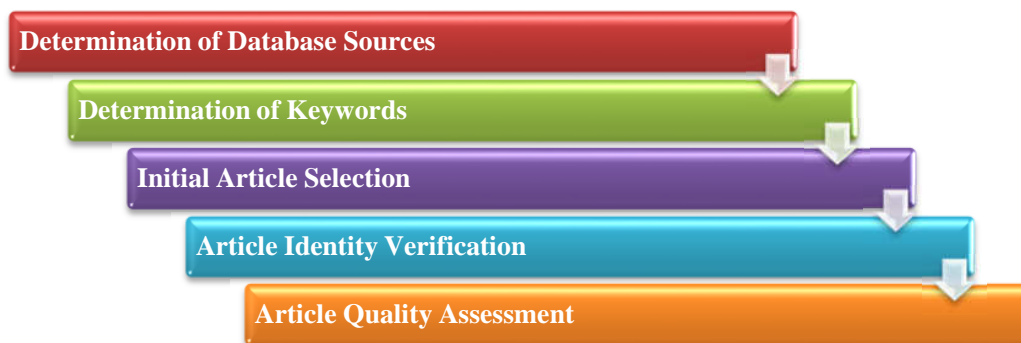 Determination of Database Sources
Determination of Keywords
Initial Article Selection
Article Identity Verification
Article Quality Assessment